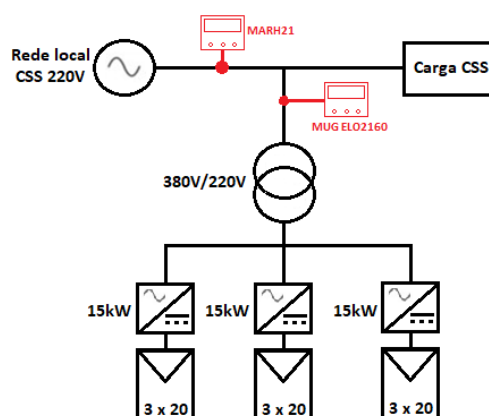 MARH21
Rede local
CSS 220V
Carga CSS
MUG ELO2160
380V/220V
15kW
15kW
15kW
3 x 20
3 x 20
3 x 20